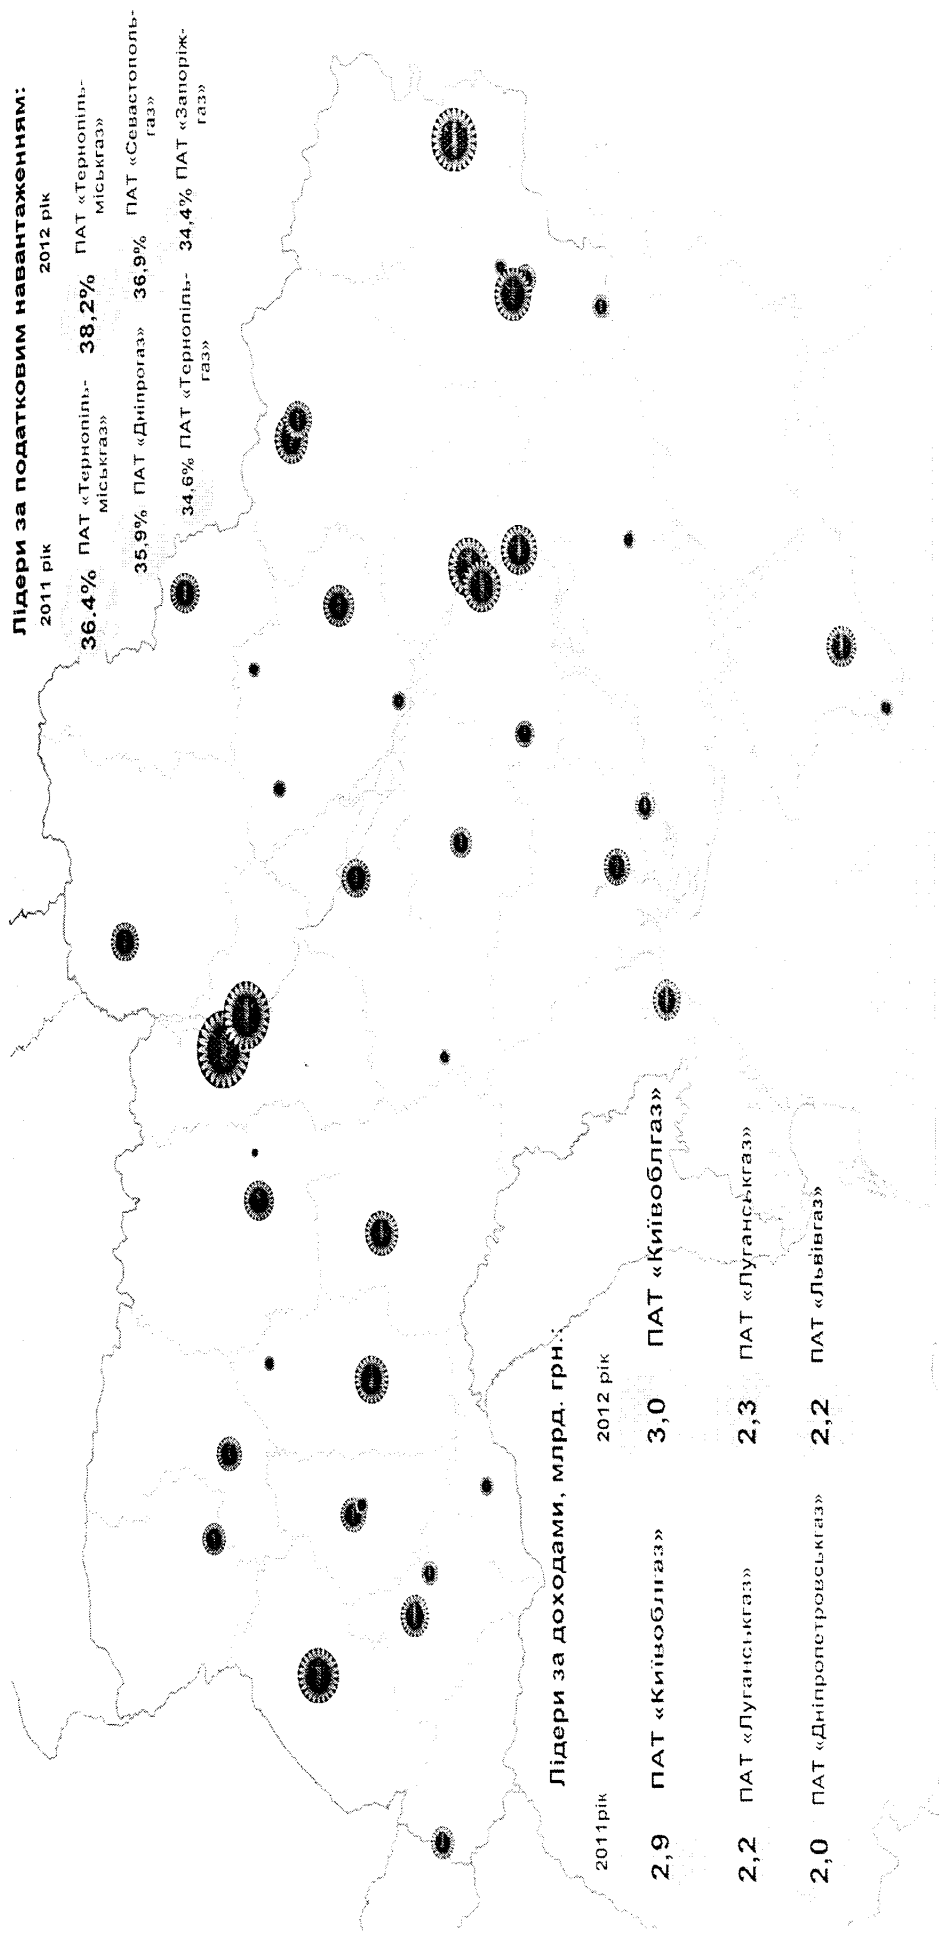 Лідери за податковим навантаженням:
2011 рік
2012 рік
36.4% ПАТ «Тернопіль-
міськгаз»
38,2% ПАТ «Тернопіль-
міськгаз»
35,9% ПАТ «Дніпрогаз»
36,9% ПАТ «Севастополь-
газ»
34,6% ПАТ «Тернопіль-
газ»
34,4% ПАТ «Запоріж-
газ»
Лідери за доходами, млрд. грн.:
2011рік
2012 рік
2,9 ПАТ «Київоблгаз»
3,0 ПАТ «Київоблгаз»
2,2 ПАТ «Луганськгаз»
2,3 ПАТ «Луганськгаз»
2,0 ПАТ «Дніпропетровськгаз»
2,2 ПАТ «Львівгаз»